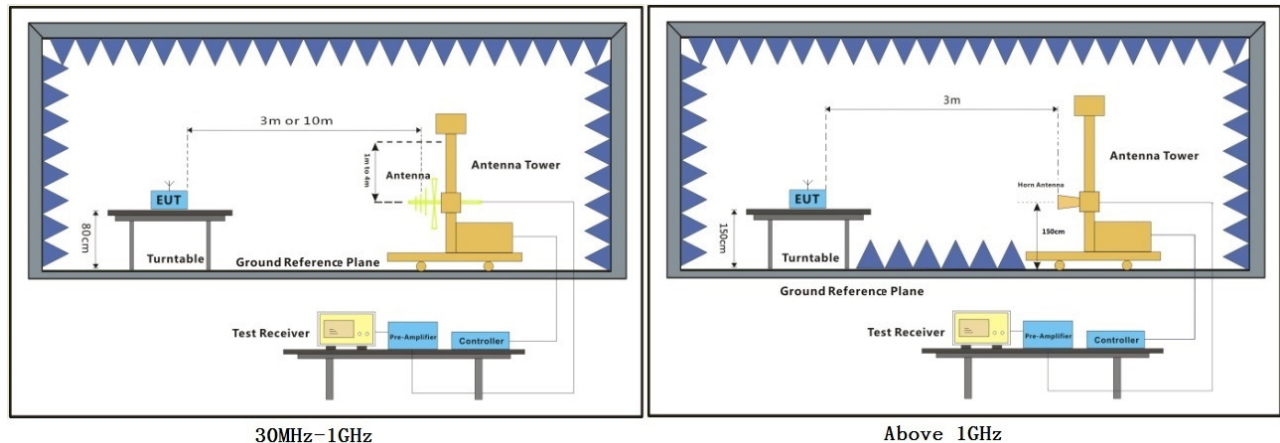 3m or 10m
1m to 4m
Antenna
Antenna Tower
EUT
80cm
Turntable
Ground Reference Plane
Test Receiver
Pre-Amplifier
Controller
30MHz-1GHz
3m
Antenna Tower
Horn Antenna
EUT
150cm
150cm
Turntable
Ground Reference Plane
Test Receiver
Pre-Amplifier
Controller
Above 1GHz